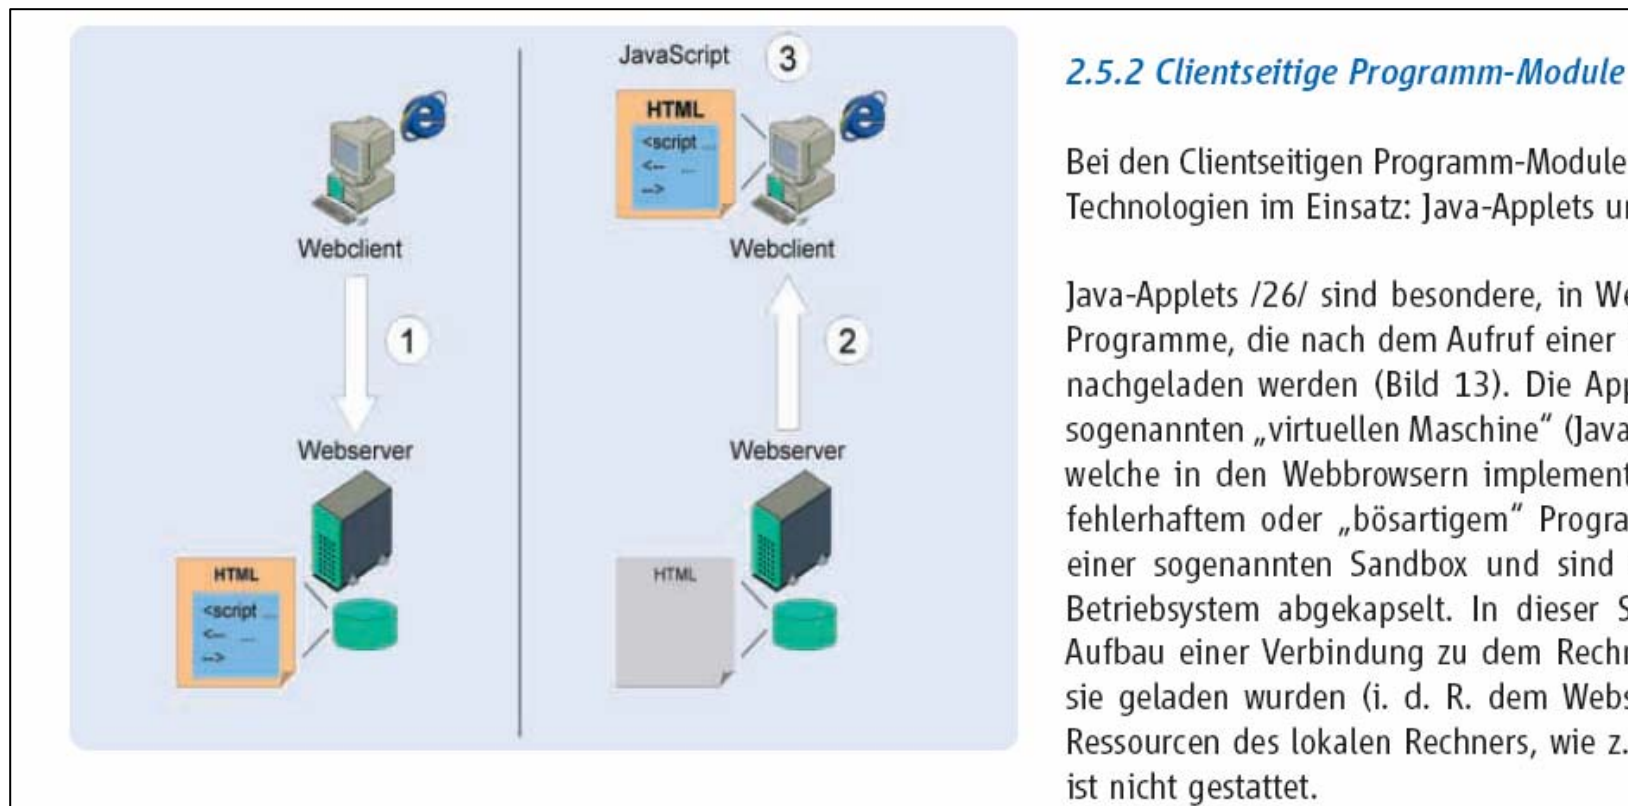 JavaScript 3
HTML
<script ...
<-- ...
-->
Webclient
Webclient
1
2
Webserver
Webserver
HTML
<script ...
<-- ...
-->
HTML
2.5.2 Clientseitige Programm-Module
Bei den Clientseitigen Programm-Module
Technologien im Einsatz: Java-Applets u
Java-Applets /26/ sind besondere, in We
Programme, die nach dem Aufruf einer
nachgeladen werden (Bild 13). Die App
sogenannten „virtuellen Maschine“ (Java
welche in den Webbrowsern implement
fehlerhaftem oder „bösartigem“ Progra
einer sogenannten Sandbox und sind
Betriebsystem abgekapselt. In dieser S
Aufbau einer Verbindung zu dem Rechn
sie geladen wurden (i. d. R. dem Webs
Ressourcen des lokalen Rechners, wie z.
ist nicht gestattet.